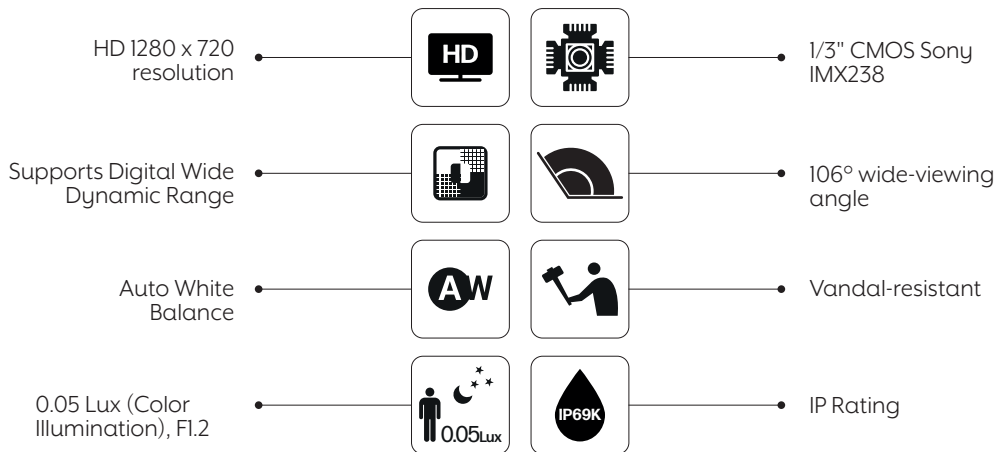 HD 1280 x 720
resolution
HD
1/3" CMOS Sony
IMX238
Supports Digital Wide
Dynamic Range
106° wide-viewing
angle
Auto White
Balance
AW
Vandal-resistant
0.05 Lux (Color
Illumination), F1.2
0.05Lux
IP69K
IP Rating